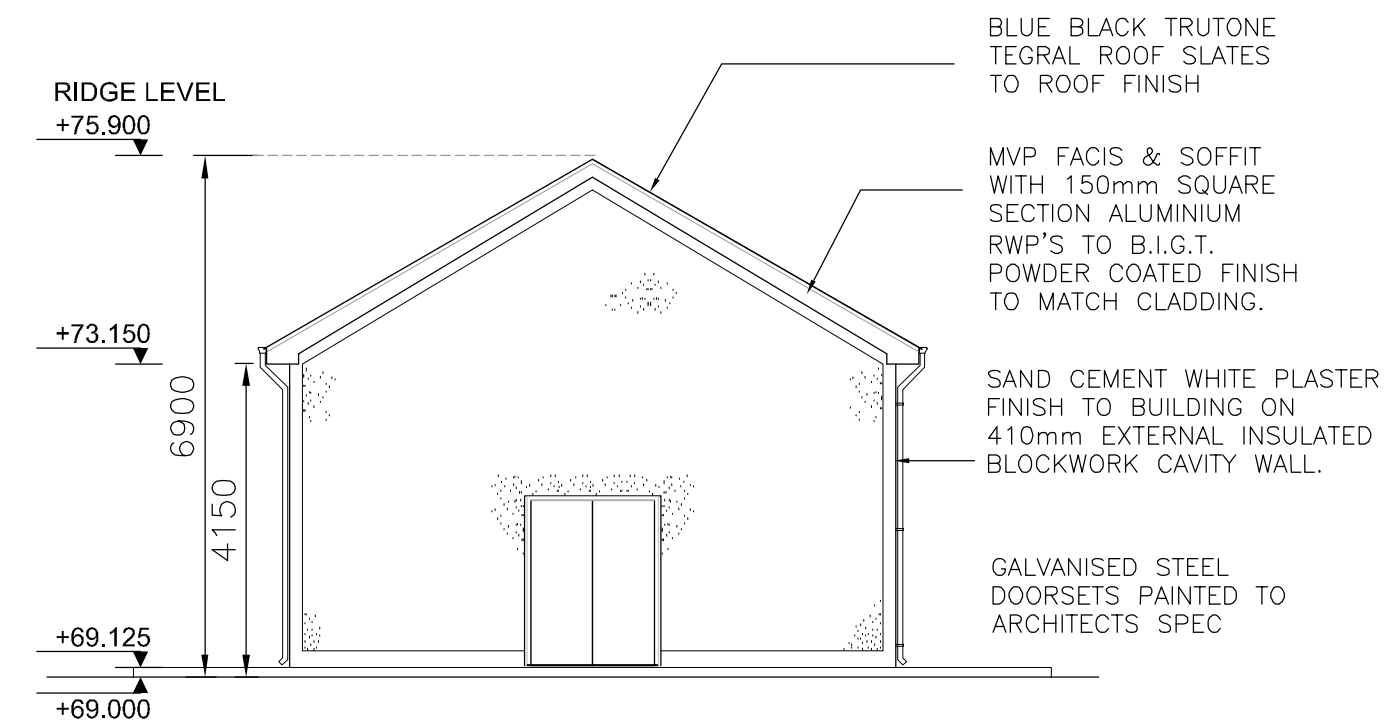 RIDGE LEVEL
+75.900
+73.150
6900
4150
+69.125
+69.000
BLUE BLACK TRUTONE
TEGRAL ROOF SLATES
TO ROOF FINISH
MVP FACIS & SOFFIT
WITH 150mm SQUARE
SECTION ALUMINIUM
RWP'S TO B.I.G.T.
POWDER COATED FINISH
TO MATCH CLADDING.
SAND CEMENT WHITE PLASTER
FINISH TO BUILDING ON
410mm EXTERNAL INSULATED
BLOCKWORK CAVITY WALL.
GALVANISED STEEL
DOORSETS PAINTED TO
ARCHITECTS SPEC